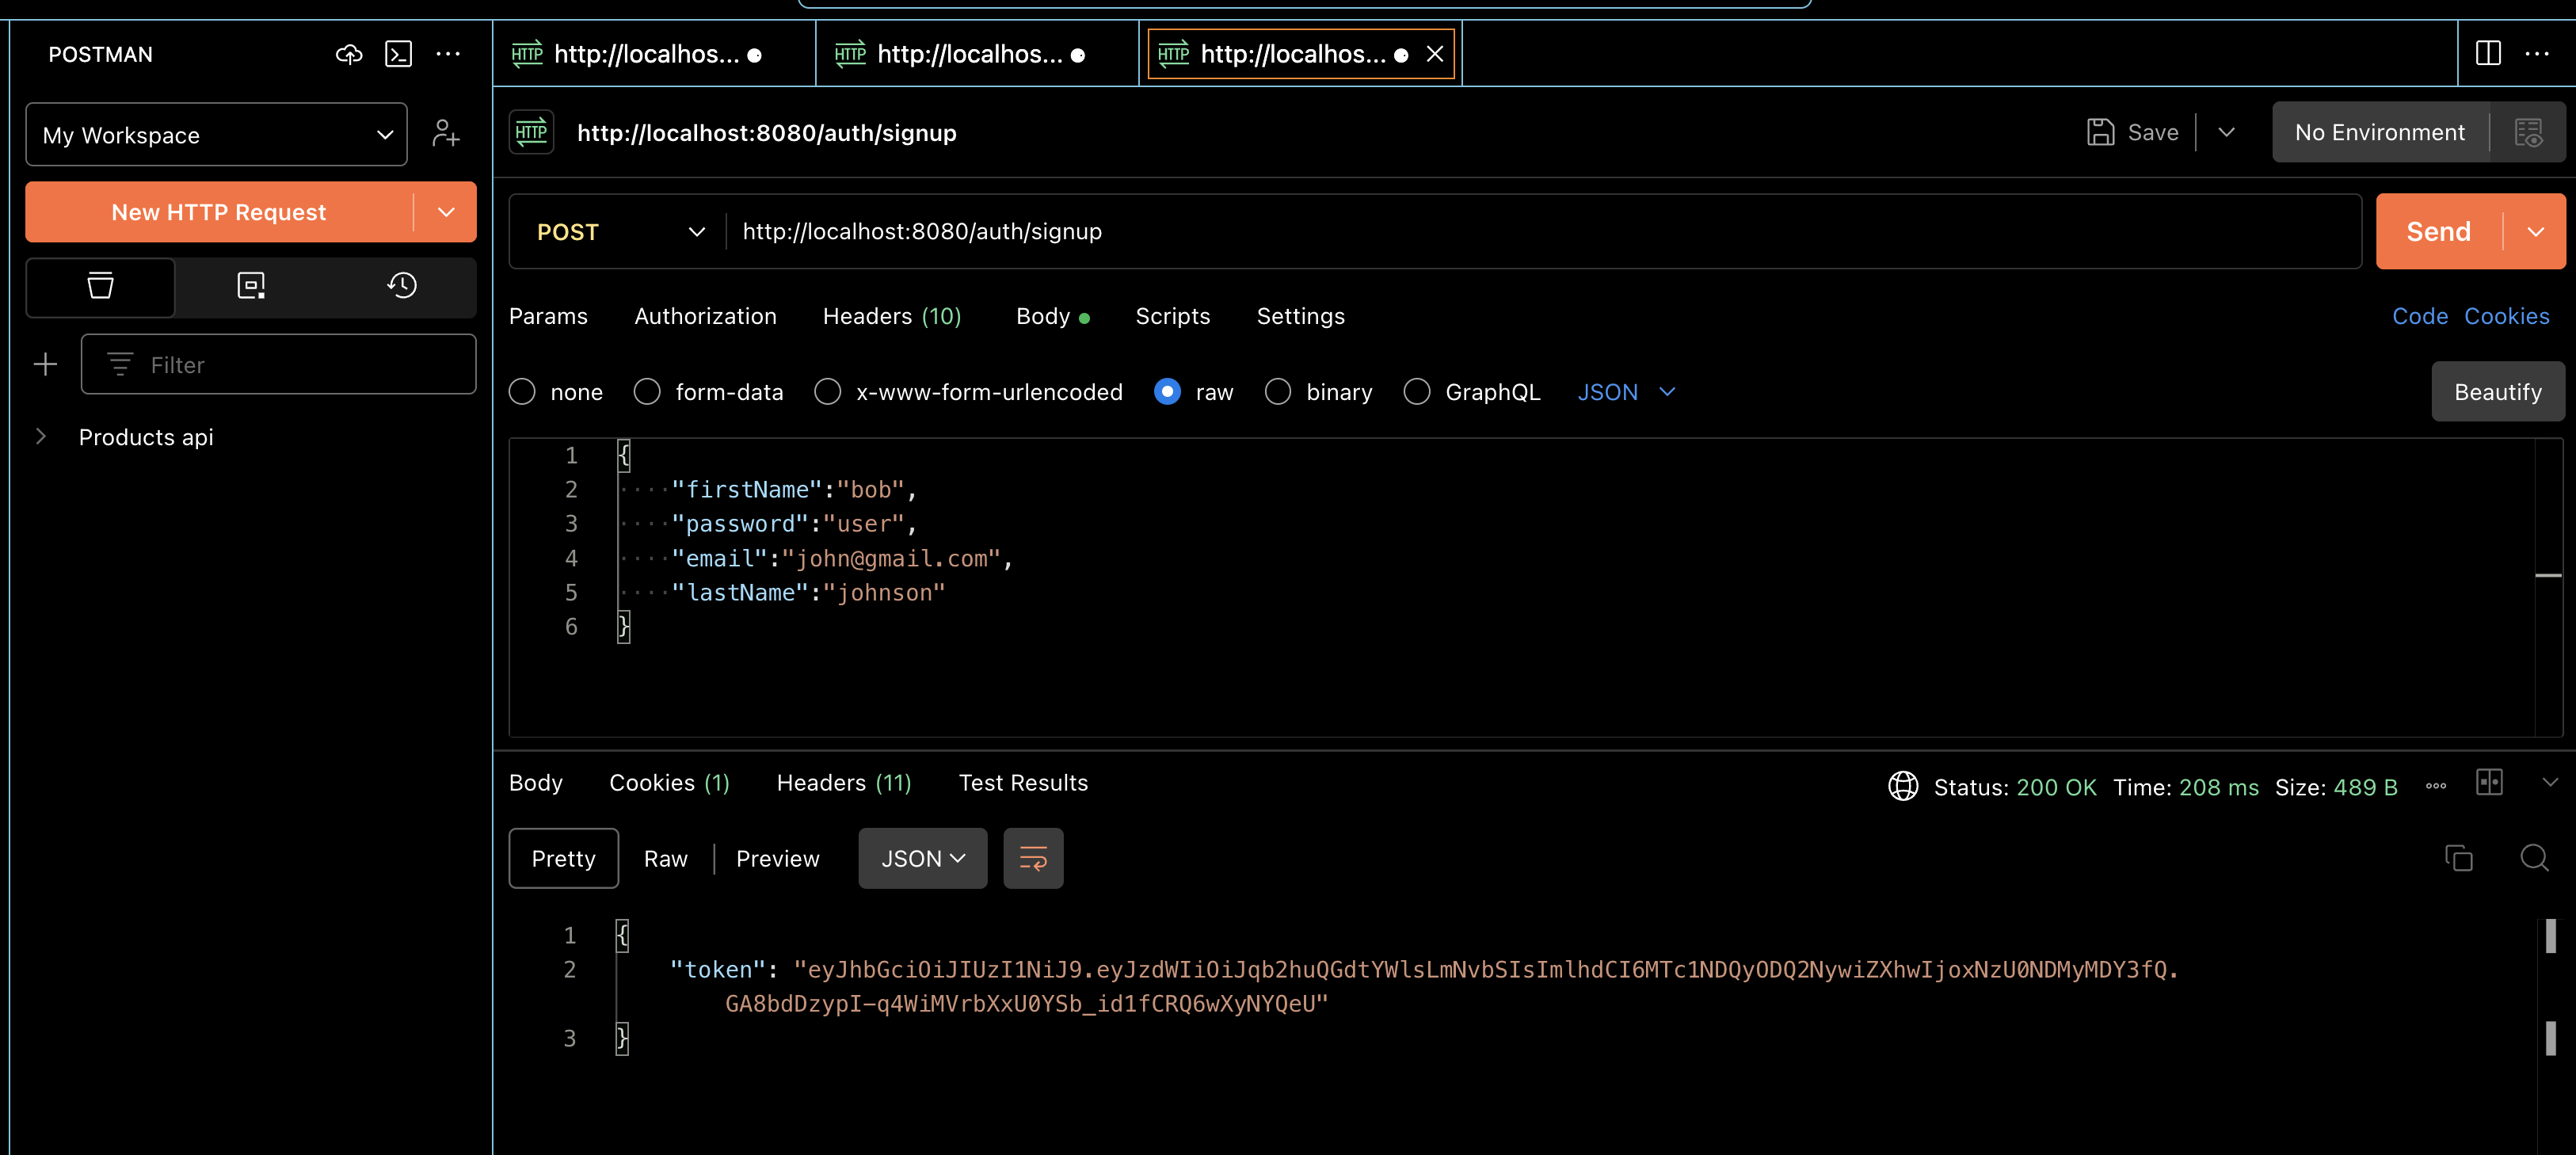 POSTMAN
HTTP http://localhos...
HTTP http://localhos...
HTTP http://localhos...
My Workspace
HTTP http://localhost:8080/auth/signup
Save
No Environment
New HTTP Request
POST http://localhost:8080/auth/signup
Send
Params Authorization Headers (10) Body Scripts Settings
Code Cookies
Filter
none form-data x-www-form-urlencoded raw binary GraphQL JSON
Beautify
Products api
1 {
2 "firstName":"bob",
3 "password":"user",
4 "email":"john@gmail.com",
5 "lastName":"johnson"
6 }
Body Cookies (1) Headers (11) Test Results
Status: 200 OK Time: 208 ms Size: 489 B
Pretty Raw Preview JSON
1 {
2 "token": "eyJhbGciOiJIUzI1NiJ9.eyJzdWIiOiJqb2huQGdtYWlsLmNvbSIsImlhdCI6MTc1NDQyODQ2NywiZXhwIjoxNzU0NDMyMDY3fQ.
GA8bdDzypI-q4WiMVrbXxU0YSb_id1fCRQ6wXyNYQeU"
3 }